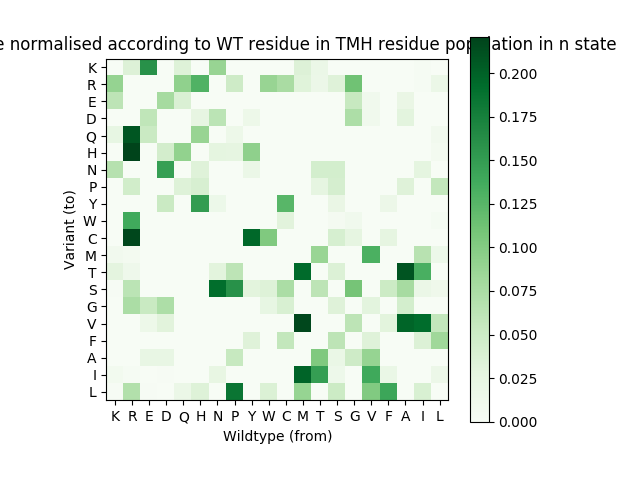 e normalised according to WT residue in TMH residue population in n state
K
R
E
D
Q
H
N
P
Y
W
C
M
T
S
G
V
F
A
I
L
Variant (to)
K R E D Q H N P Y W C M T S G V F A I L
Wildtype (from)
0.200
0.175
0.150
0.125
0.100
0.075
0.050
0.025
0.000